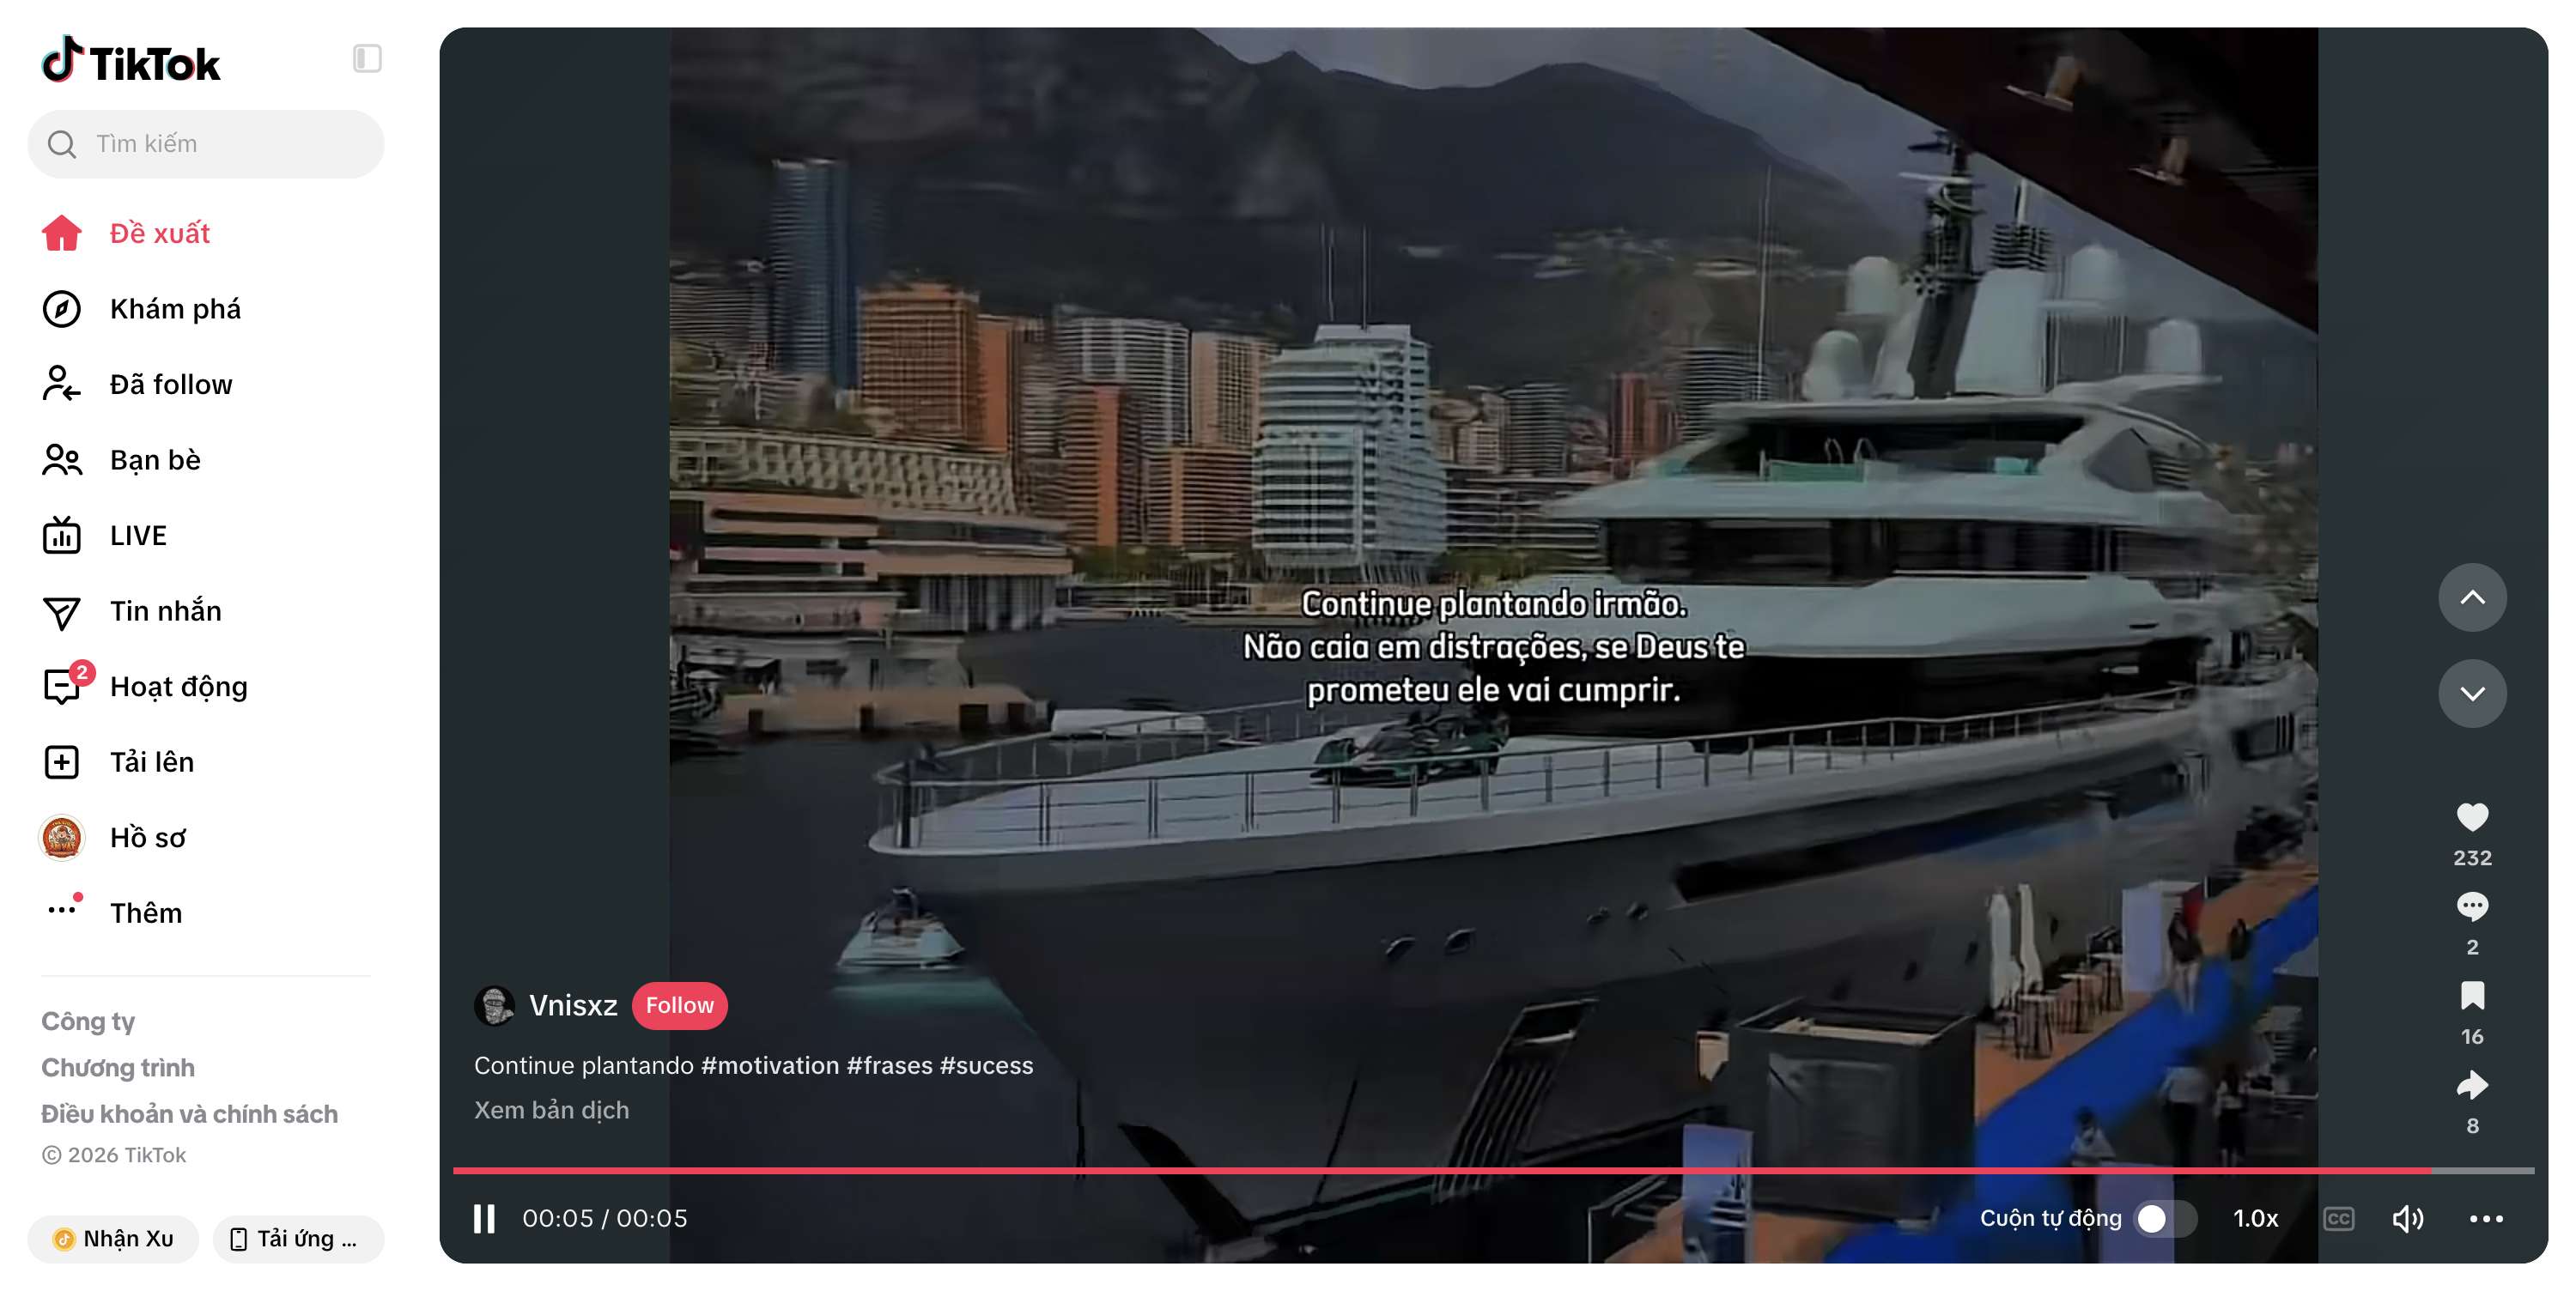 TikTok
Tìm kiếm
Đề xuất
Khám phá
Đã follow
Bạn bè
LIVE
Tin nhắn
2
Hoạt động
Tải lên
Hồ sơ
Thêm
Công ty
Chương trình
Điều khoản và chính sách
© 2026 TikTok
Nhận Xu
Tải ứng ...
Continue plantando irmão.
Não caia em distrações, se Deus te
prometeu ele vai cumprir.
Vnisxz
Follow
Continue plantando #motivation #frases #sucess
Xem bản dịch
00:05 / 00:05
232
2
16
8
Cuộn tự động
1.0x
CC